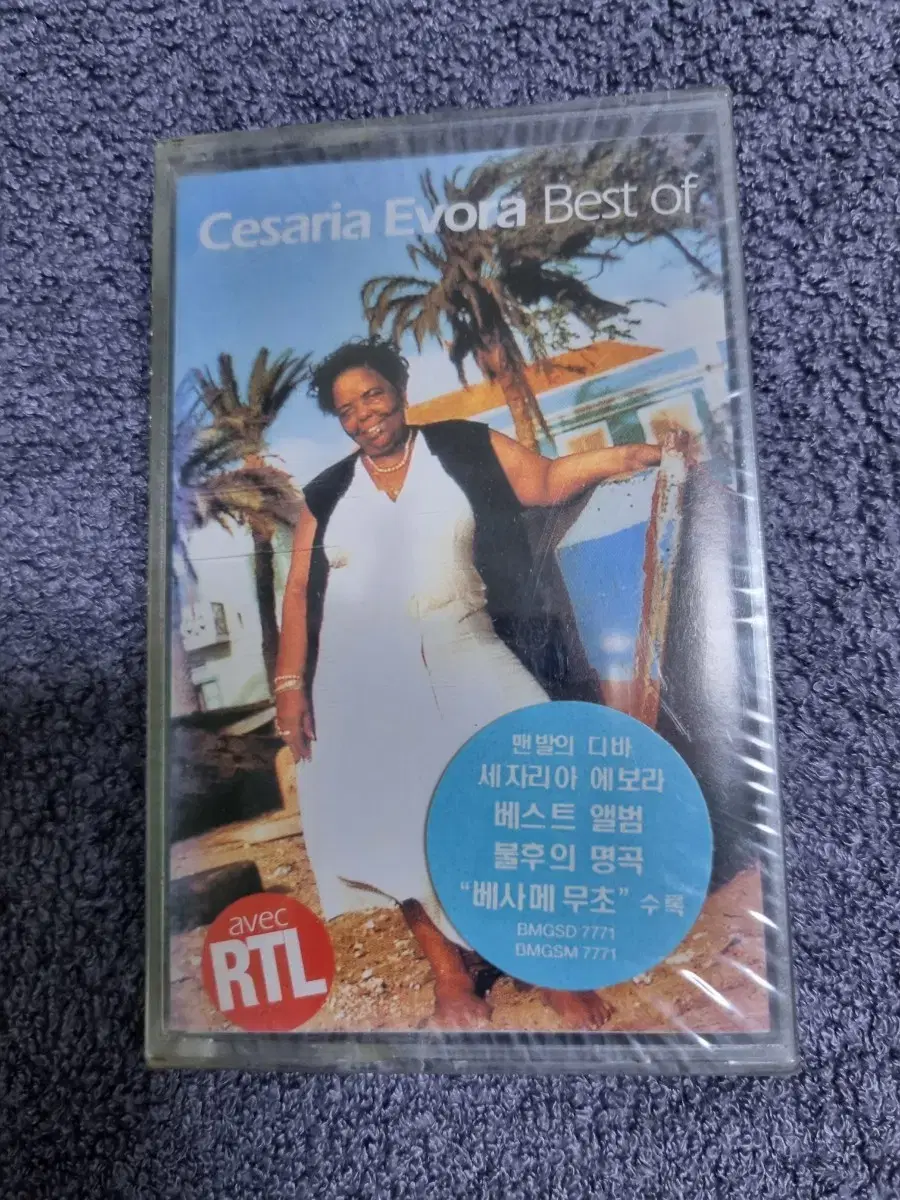 Cesaria Evora Best of
맨발의 디바
세자리아 에보라
베스트 앨범
불후의 명곡
“베사메 무초” 수록
BMGSD 7771
BMGSM 7771
avec
RTL